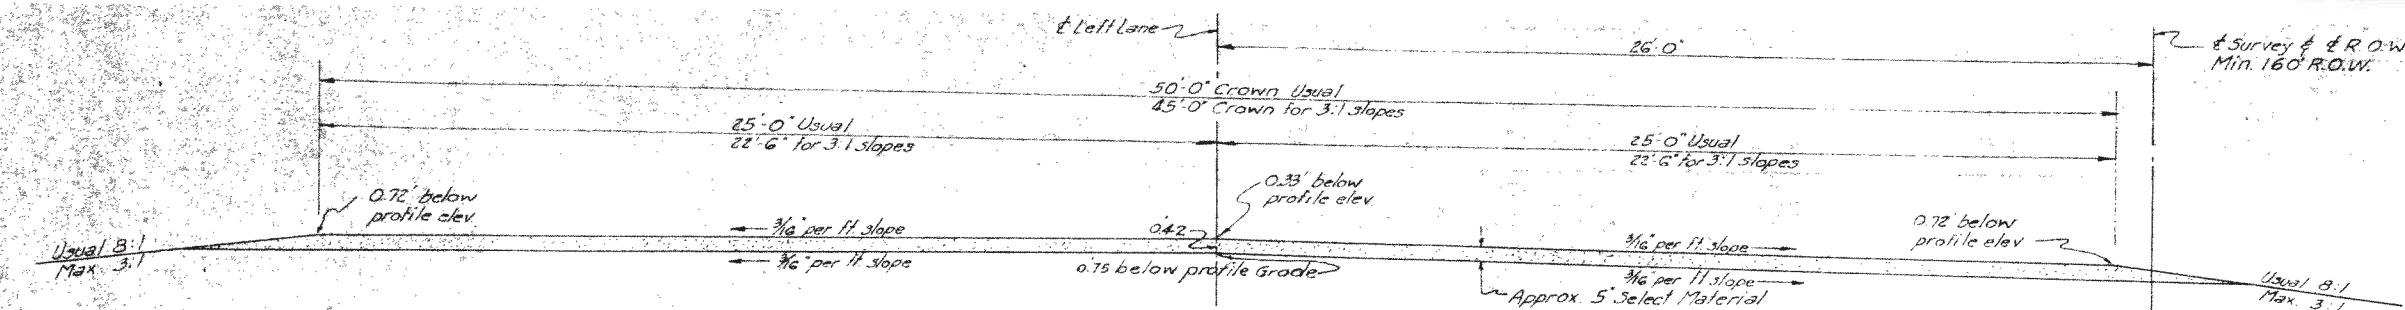 ℄ Left Lane
26'-0"
℄ Survey & ℄ R.O.W.
Min. 160' R.O.W.
50'-0" Crown Usual
45'-0" Crown for 3:1 slopes
25'-0" Usual
22'-6" for 3:1 slopes
25'-0" Usual
22'-6" for 3:1 slopes
0.72' below
profile elev.
0.33' below
profile elev.
0.72' below
profile elev
Usual 8:1
Max. 3:1
3/16" per ft. slope
3/16" per ft. slope
0.42
0.75 below profile Grade
3/16" per ft. slope
3/16" per ft. slope
Approx. 5" Select Material
Usual 8:1
Max. 3:1